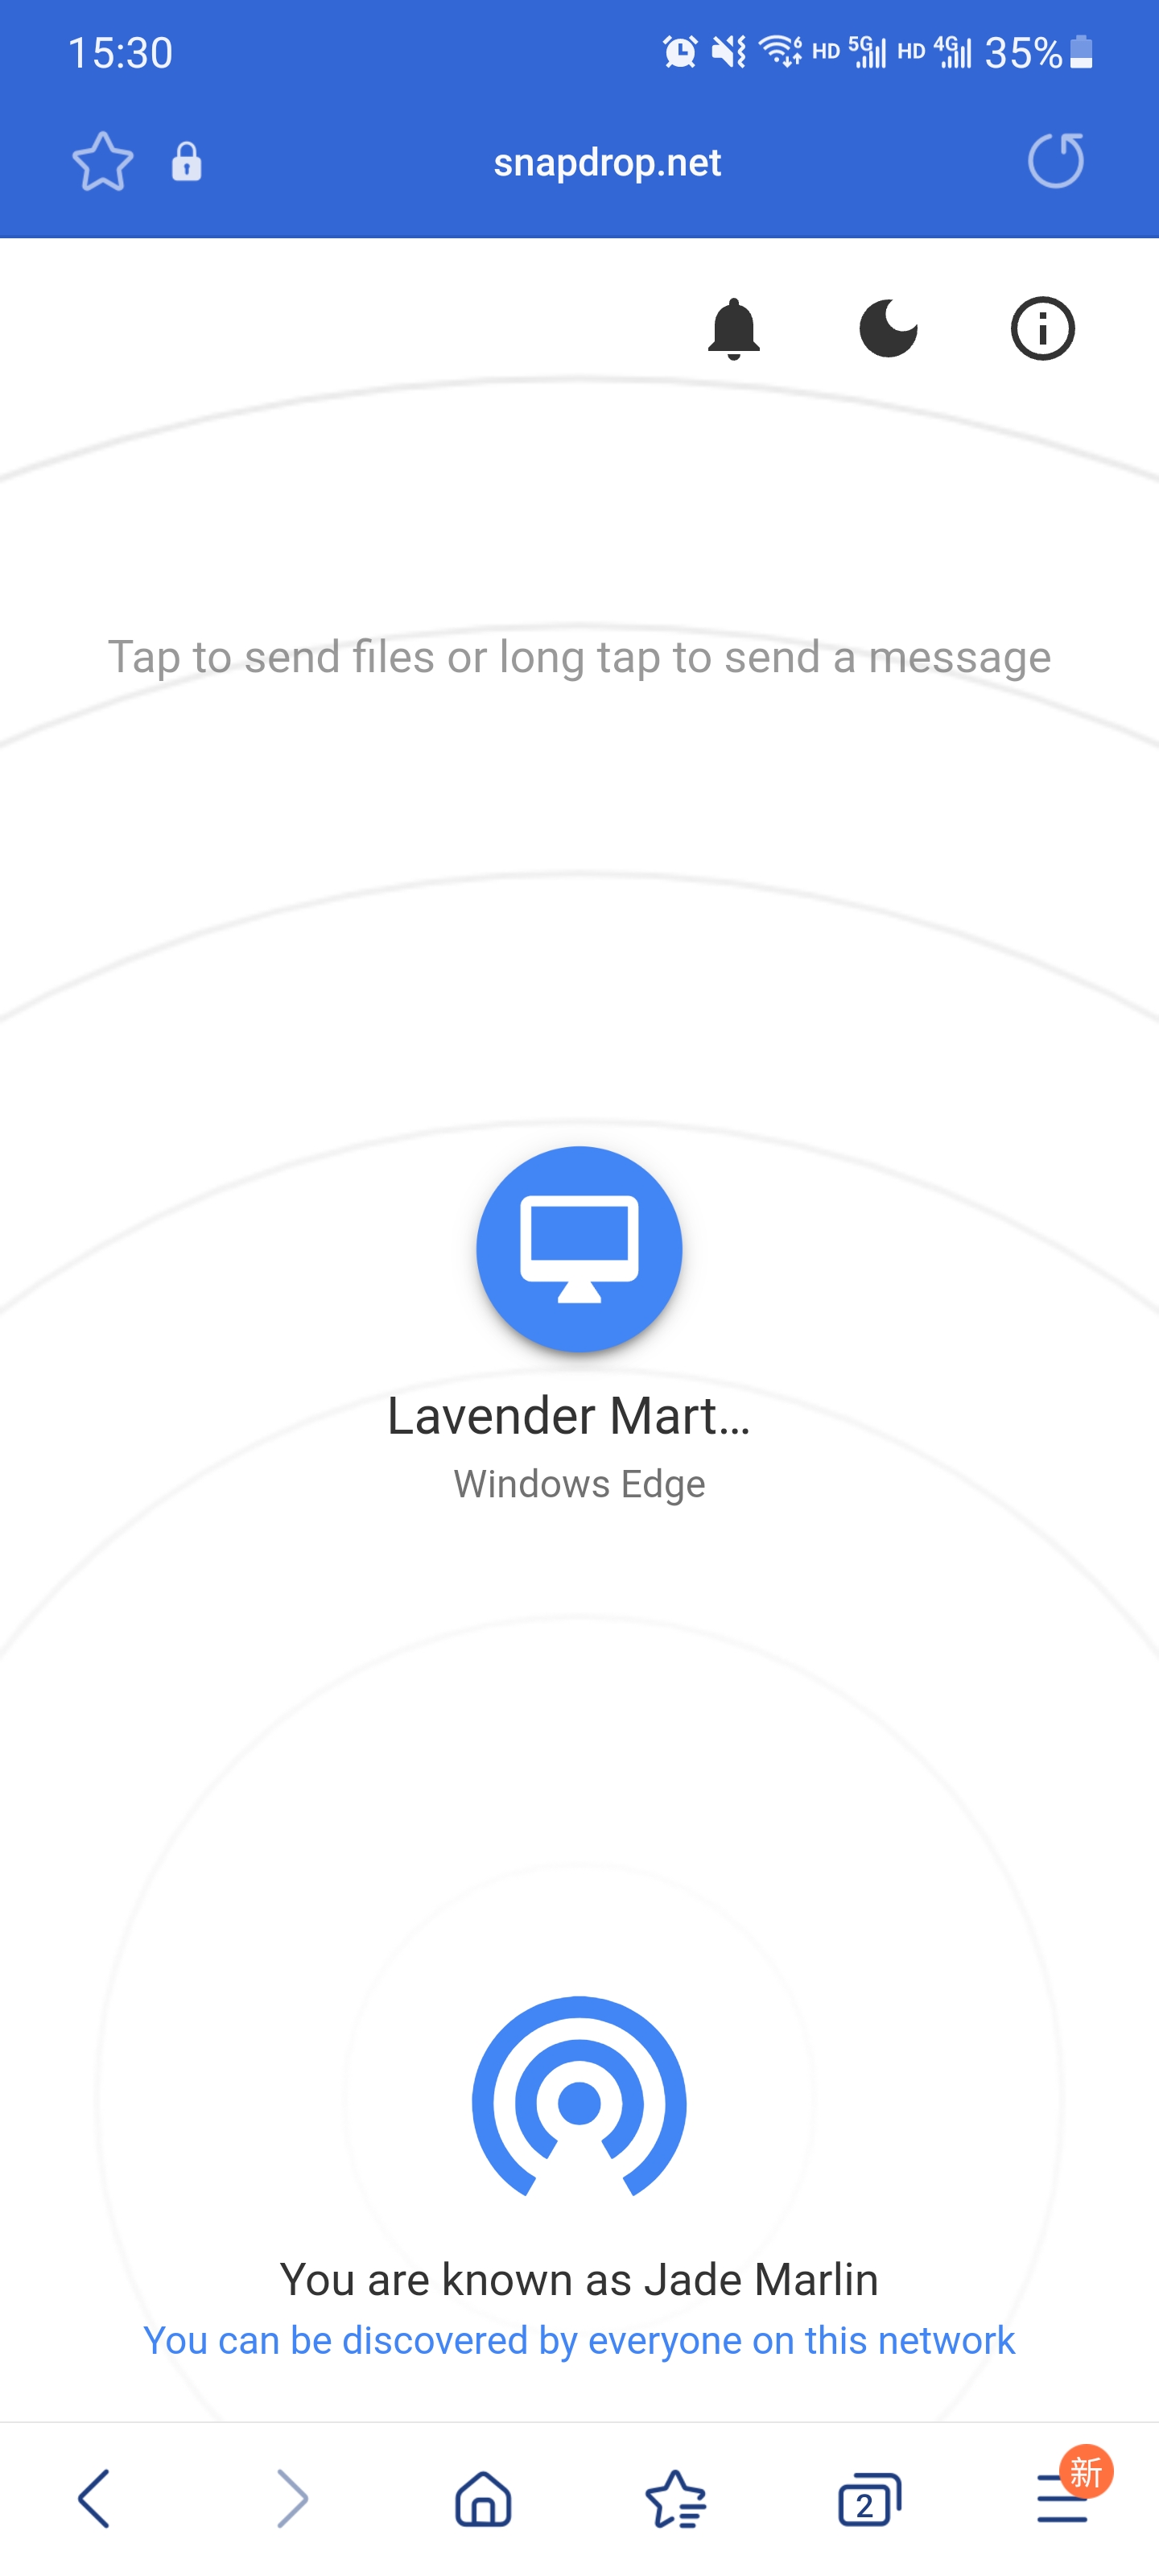 15:30
6 HD 5G HD 4G 35%
snapdrop.net
Tap to send files or long tap to send a message
Lavender Mart...
Windows Edge
You are known as Jade Marlin
You can be discovered by everyone on this network
2
新